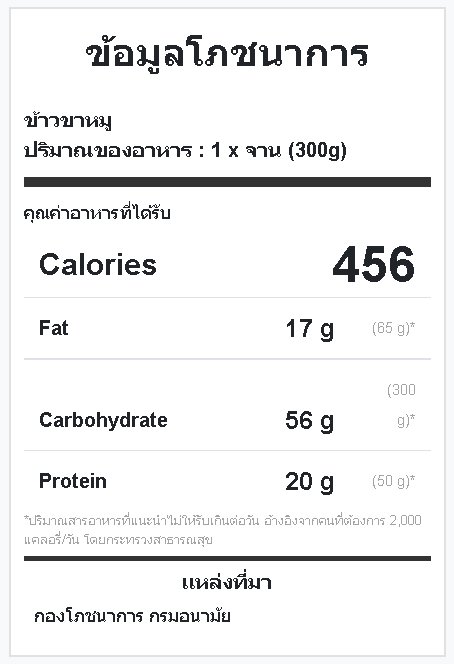 ข้อมูลโภชนาการ
ข้าวขาหมู
ปริมาณของอาหาร : 1 x จาน (300g)
คุณค่าอาหารที่ได้รับ
Calories 456
Fat 17 g (65 g)*
(300
Carbohydrate 56 g g)*
Protein 20 g (50 g)*
*ปริมาณสารอาหารที่แนะนำไม่ให้รับเกินต่อวัน อ้างอิงจากคนที่ต้องการ 2,000
แคลอรี่/วัน โดยกระทรวงสาธารณสุข
แหล่งที่มา
กองโภชนาการ กรมอนามัย